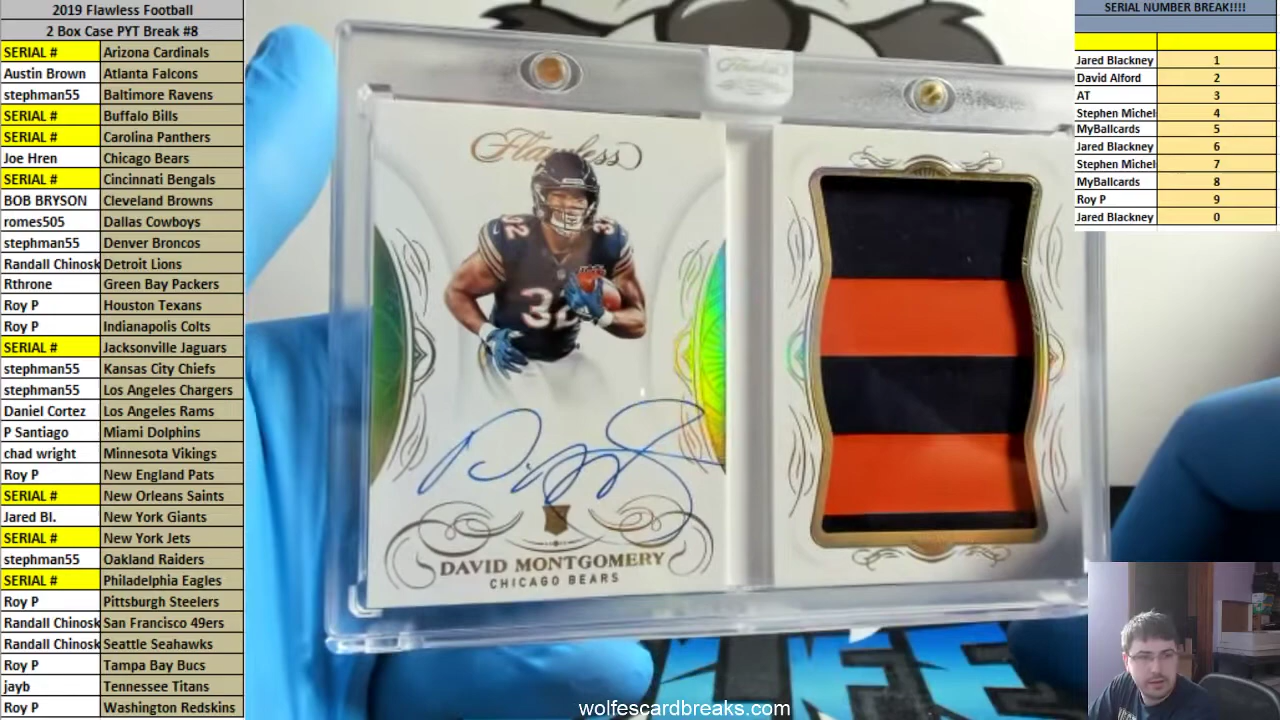 2019 Flawless Football
2 Box Case PYT Break #8
SERIAL # Arizona Cardinals
Austin Brown Atlanta Falcons
stephman55 Baltimore Ravens
SERIAL # Buffalo Bills
SERIAL # Carolina Panthers
Joe Hren Chicago Bears
SERIAL # Cincinnati Bengals
BOB BRYSON Cleveland Browns
romes505 Dallas Cowboys
stephman55 Denver Broncos
Randall Chinosk Detroit Lions
Rthrone Green Bay Packers
Roy P Houston Texans
Roy P Indianapolis Colts
SERIAL # Jacksonville Jaguars
stephman55 Kansas City Chiefs
stephman55 Los Angeles Chargers
Daniel Cortez Los Angeles Rams
P Santiago Miami Dolphins
chad wright Minnesota Vikings
Roy P New England Pats
SERIAL # New Orleans Saints
Jared Bl. New York Giants
SERIAL # New York Jets
stephman55 Oakland Raiders
SERIAL # Philadelphia Eagles
Roy P Pittsburgh Steelers
Randall Chinosk San Francisco 49ers
Randall Chinosk Seattle Seahawks
Roy P Tampa Bay Bucs
jayb Tennessee Titans
Roy P Washington Redskins
Flawless
Flawless
32
32
32
DAVID MONTGOMERY
CHICAGO BEARS
SERIAL NUMBER BREAK!!!!
Jared Blackney 1
David Alford 2
AT 3
Stephen Michel 4
MyBallcards 5
Jared Blackney 6
Stephen Michel 7
MyBallcards 8
Roy P 9
Jared Blackney 0
wolfescardbreaks.com